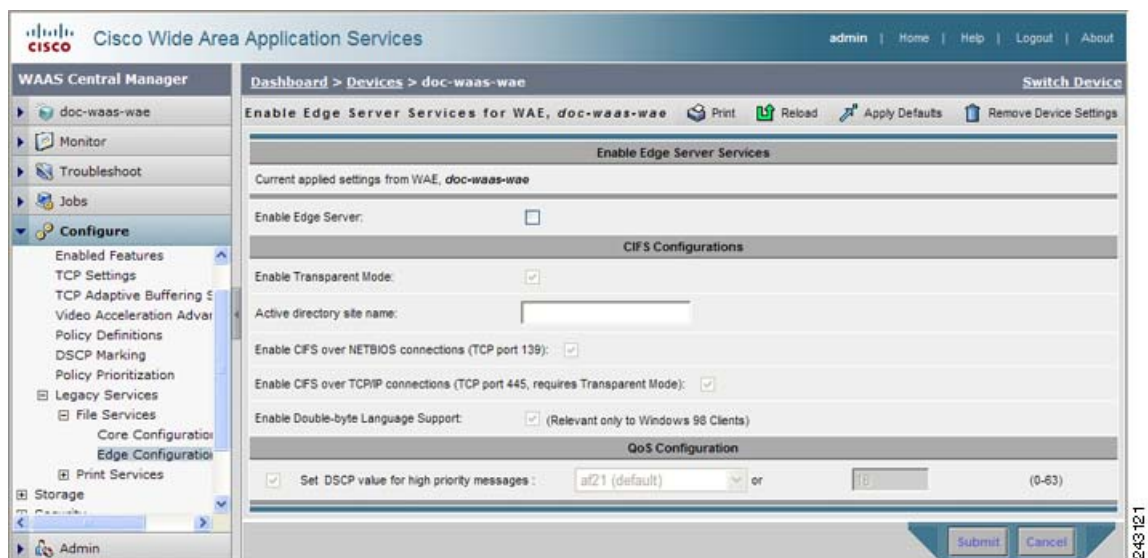 CISCO
Cisco Wide Area Application Services
admin | Home | Help | Logout | About
WAAS Central Manager
doc-waas-wae
Monitor
Troubleshoot
Jobs
Configure
Enabled Features
TCP Settings
TCP Adaptive Buffering S
Video Acceleration Advan
Policy Definitions
DSCP Marking
Policy Prioritization
Legacy Services
File Services
Core Configuration
Edge Configuration
Print Services
Storage
Admin
Dashboard > Devices > doc-waas-wae
Switch Device
Enable Edge Server Services for WAE, doc-waas-wae
Print
Reload
Apply Defaults
Remove Device Settings
Enable Edge Server Services
Current applied settings from WAE, doc-waas-wae
Enable Edge Server:
CIFS Configurations
Enable Transparent Mode:
Active directory site name:
Enable CIFS over NETBIOS connections (TCP port 139):
Enable CIFS over TCP/IP connections (TCP port 445, requires Transparent Mode):
Enable Double-byte Language Support:
(Relevant only to Windows 98 Clients)
QoS Configuration
Set DSCP value for high priority messages :
af21 (default)
or
18
(0-63)
Submit
Cancel